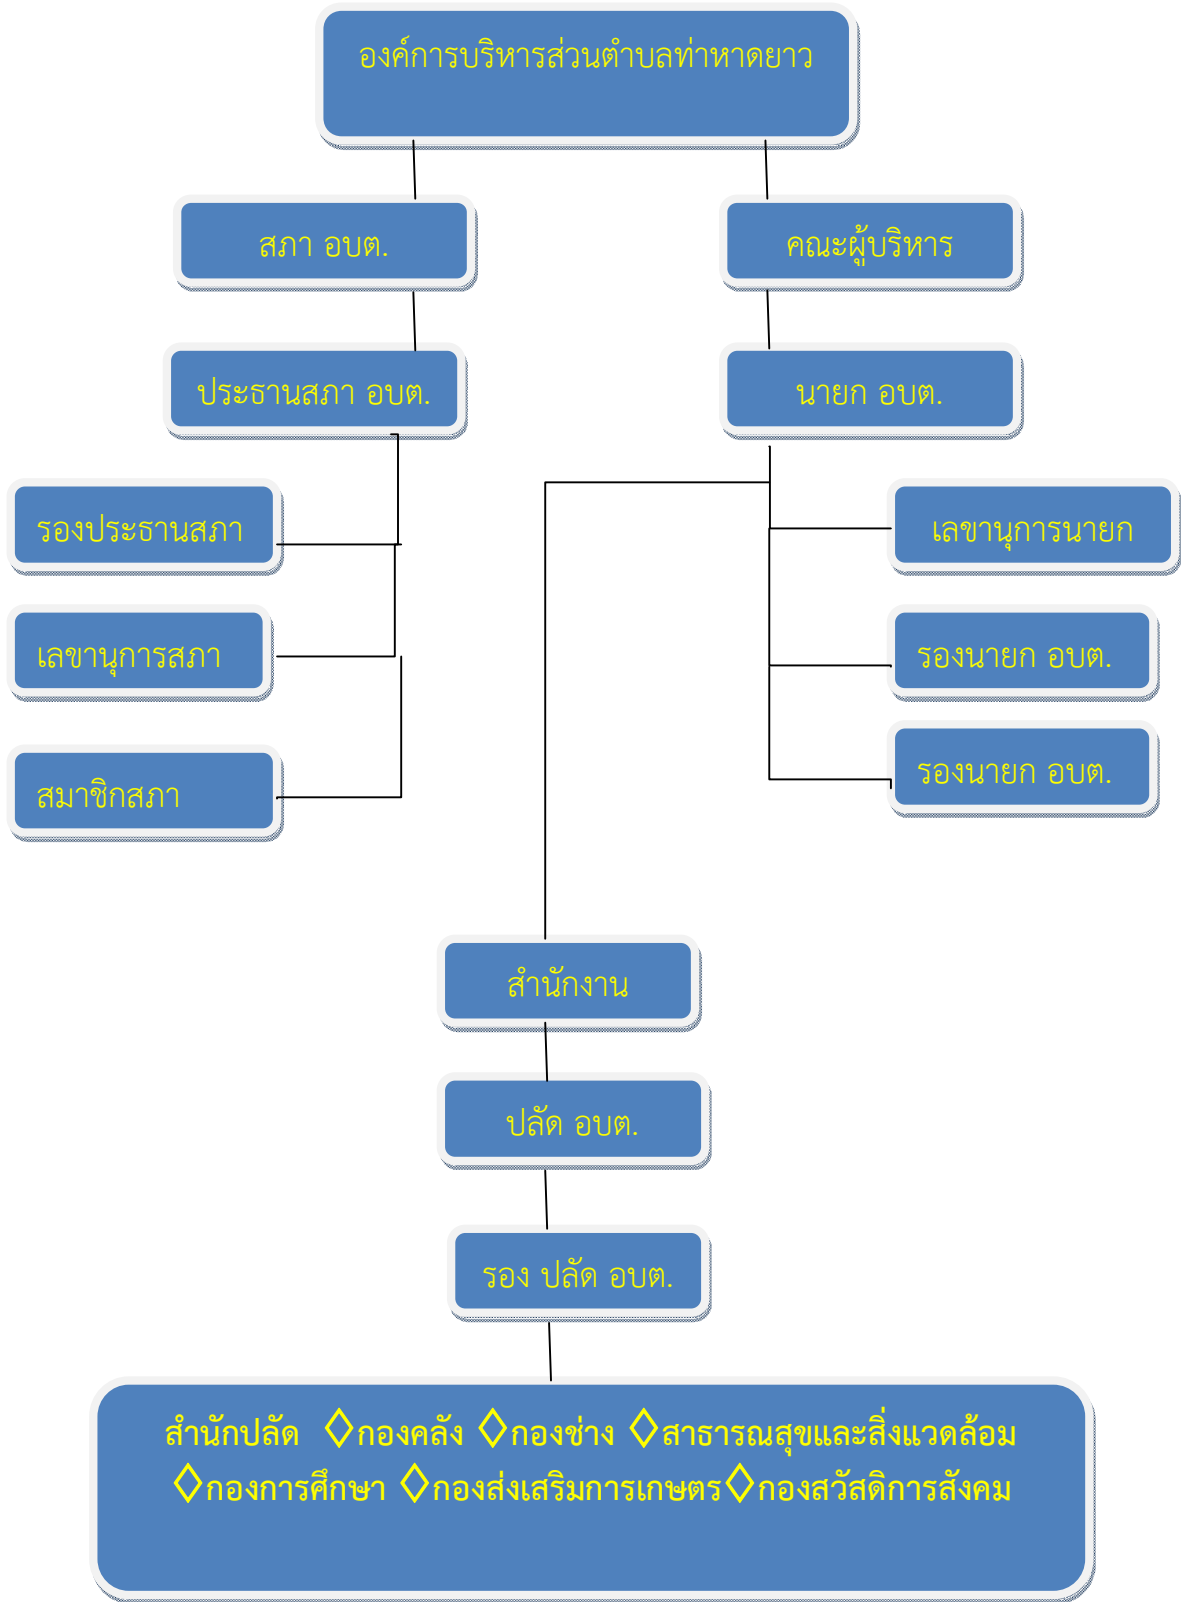 องค์การบริหารส่วนตำบลท่าหาดยาว
สภา อบต.
คณะผู้บริหาร
ประธานสภา อบต.
นายก อบต.
รองประธานสภา
เลขานุการนายก
เลขานุการสภา
รองนายก อบต.
สมาชิกสภา
รองนายก อบต.
สำนักงาน
ปลัด อบต.
รอง ปลัด อบต.
สำนักปลัด ◊กองคลัง ◊กองช่าง ◊สาธารณสุขและสิ่งแวดล้อม
◊กองการศึกษา ◊กองส่งเสริมการเกษตร◊กองสวัสดิการสังคม